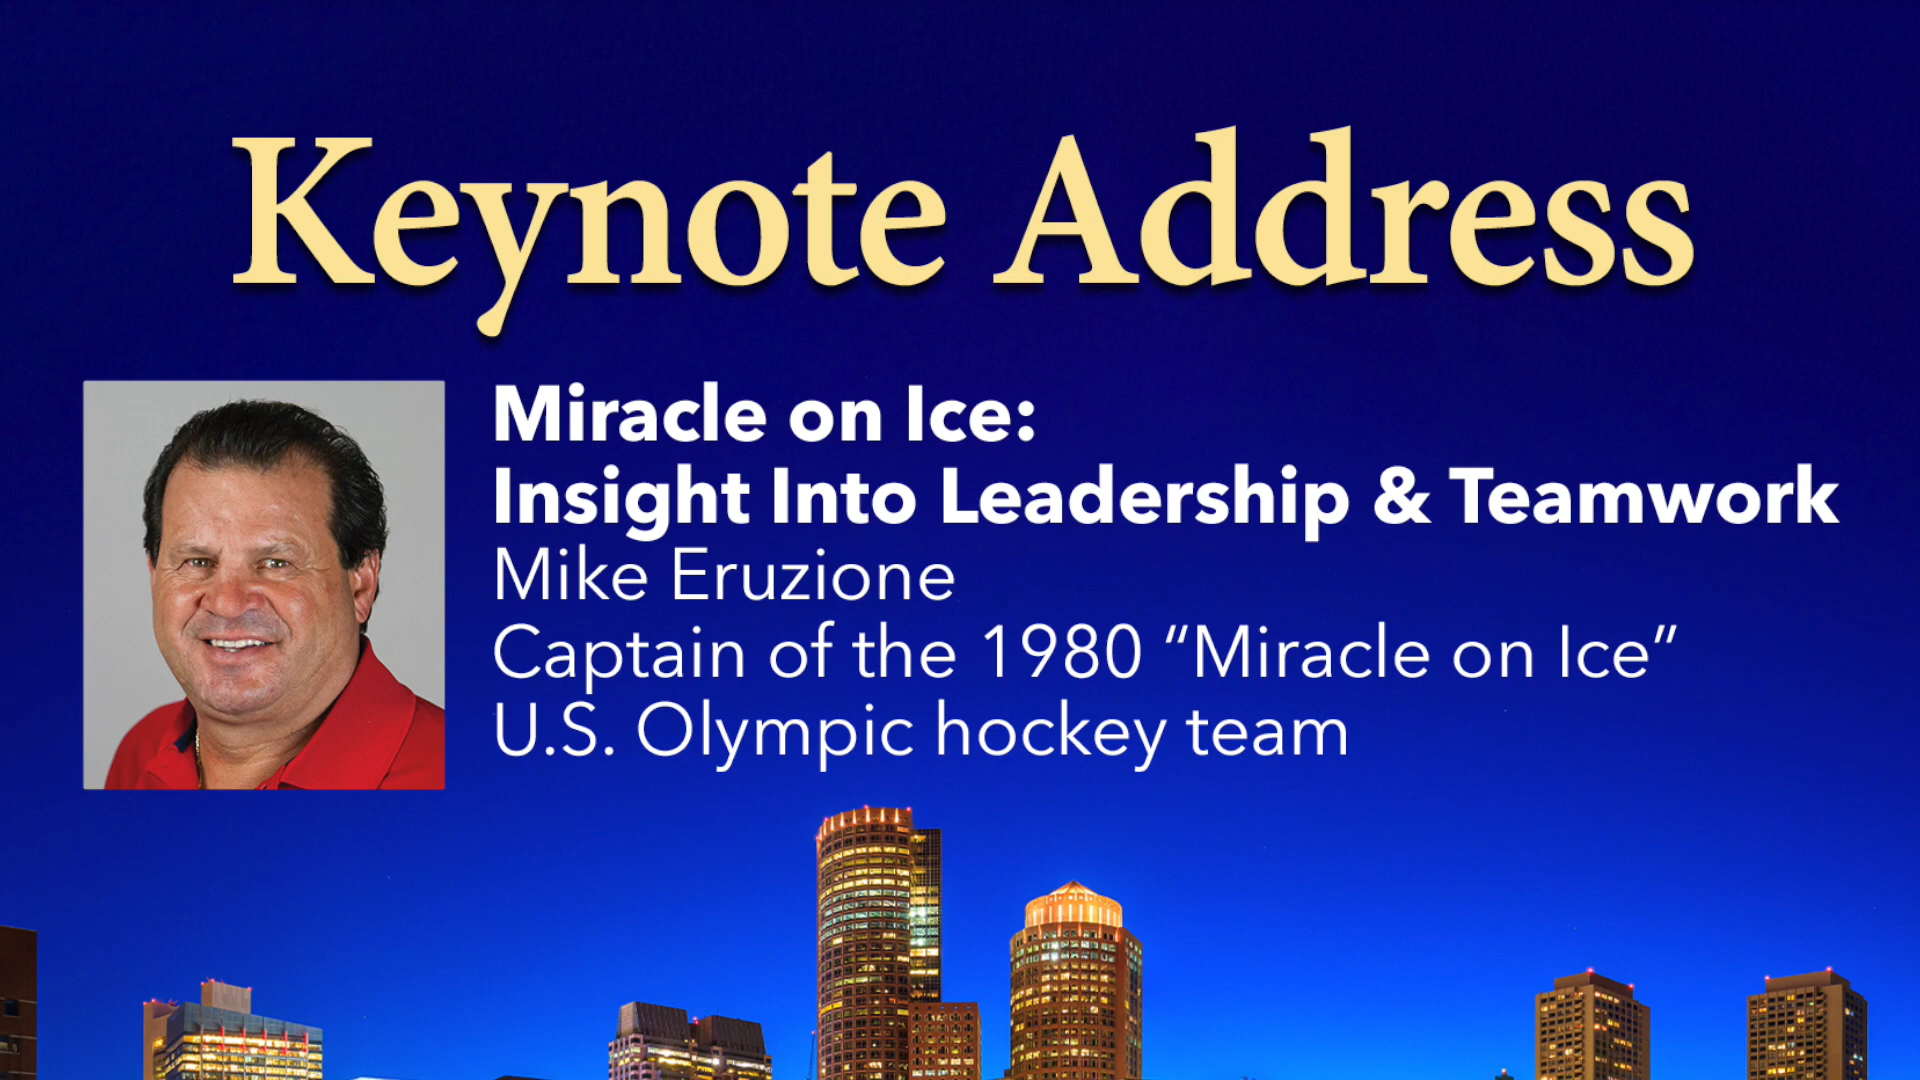 Keynote Address
Miracle on Ice:
Insight Into Leadership & Teamwork
Mike Eruzione
Captain of the 1980 “Miracle on Ice”
U.S. Olympic hockey team